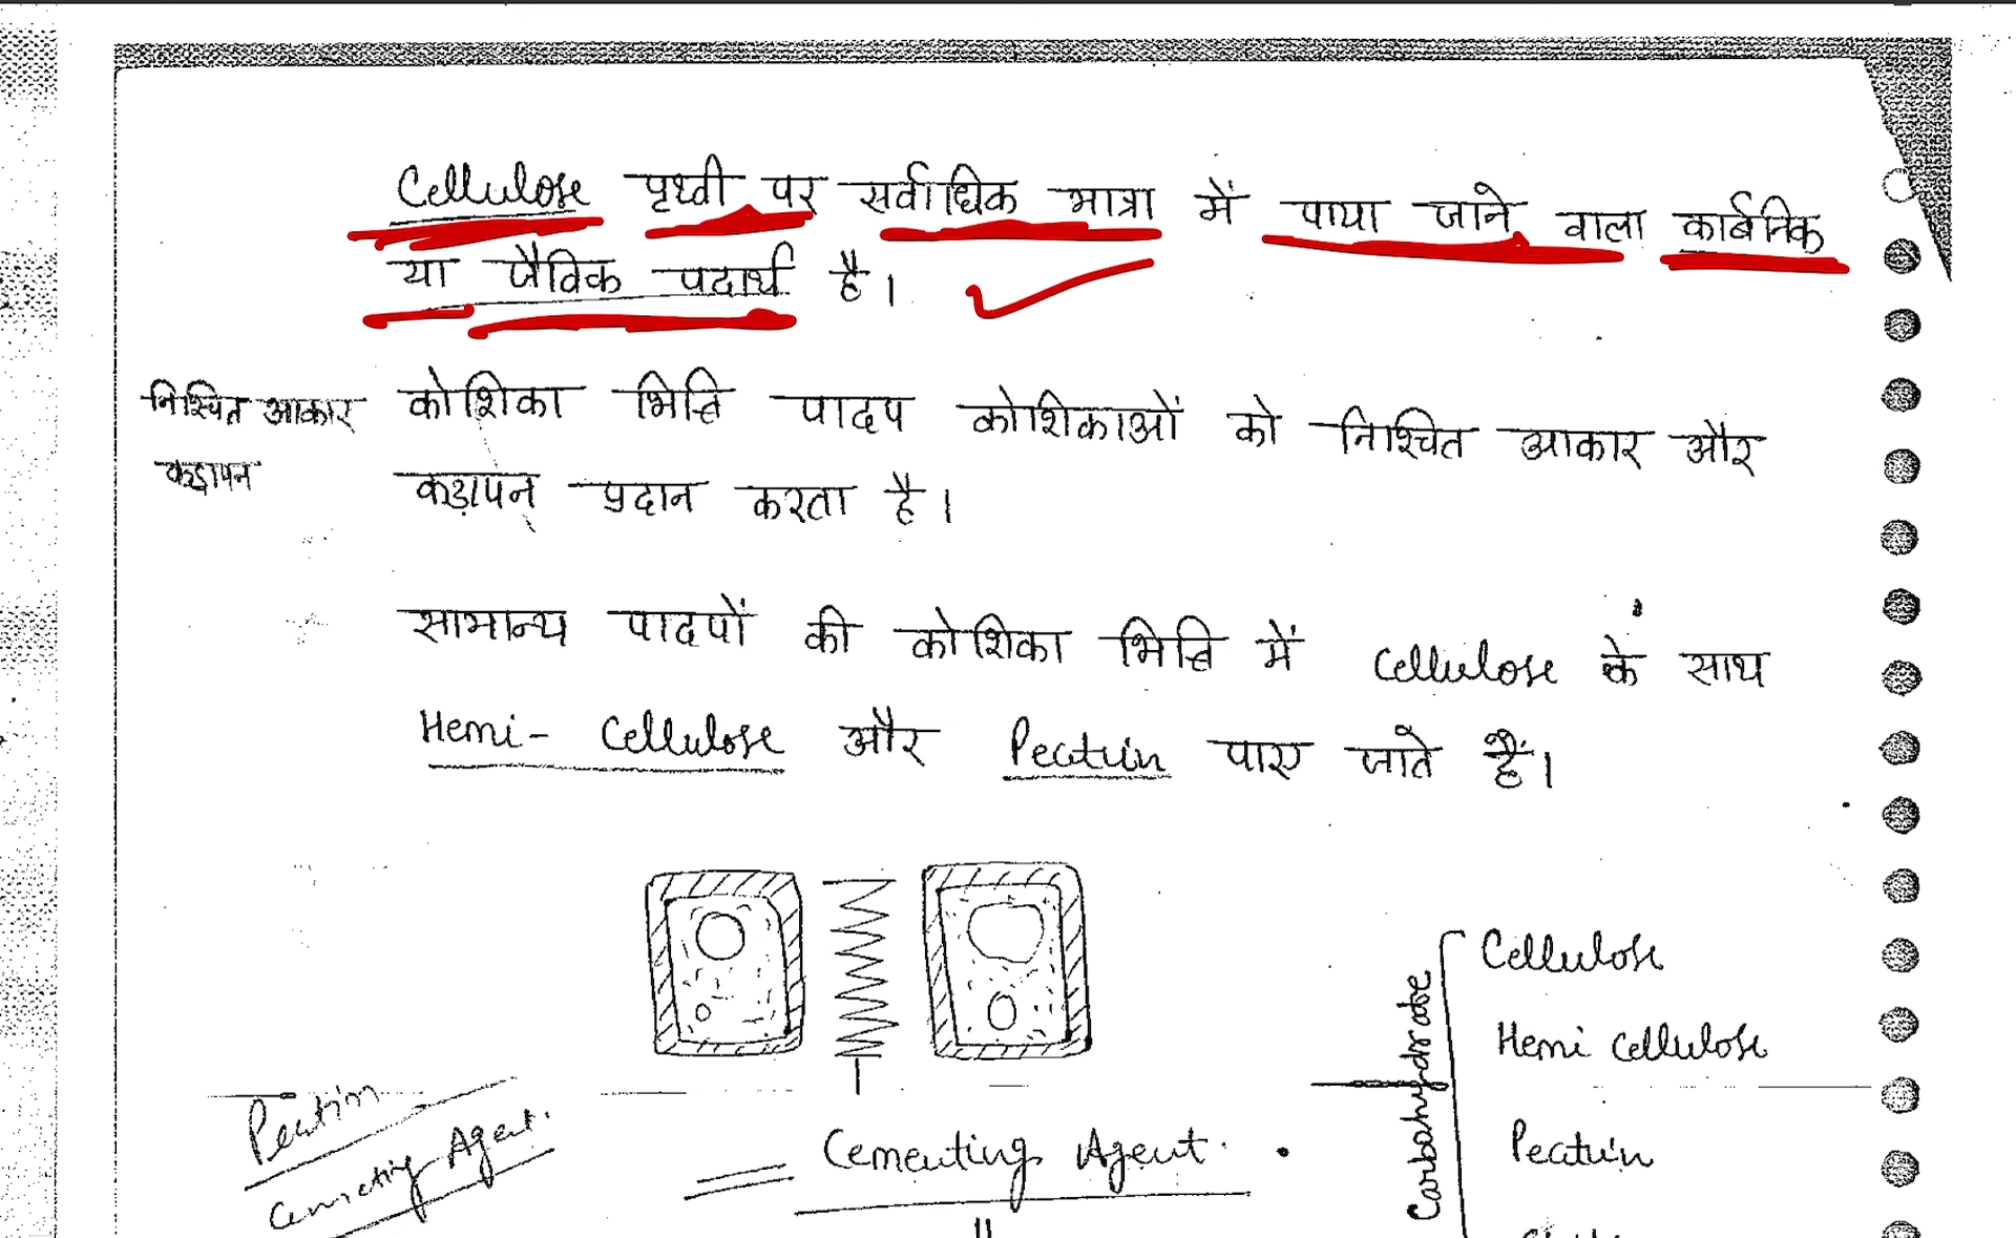 Cellulose पृथ्वी पर सर्वाधिक मात्रा में पाया जाने वाला कार्बनिक
या जैविक पदार्थ है।
निश्चित आकार
कड़ापन
कोशिका भित्ति पादप कोशिकाओं को निश्चित आकार और
कड़ापन प्रदान करता है।
सामान्य पादपों की कोशिका भित्ति में Cellulose के साथ
Hemi- Cellulose और Pectin पाए जाते हैं।
Pectin
Cementing Agent.
= Cementing Agent.
Carbohydrate
Cellulose
Hemi Cellulose
Pectin